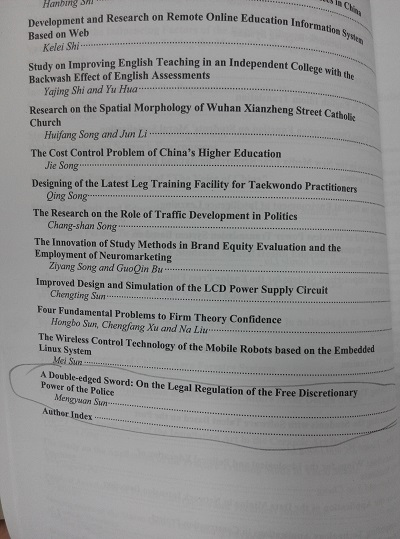 Hanbing Shi
in China
Development and Research on Remote Online Education Information System
Based on Web
Kelei Shi
Study on Improving English Teaching in an Independent College with the
Backwash Effect of English Assessments
Yajing Shi and Yu Hua
Research on the Spatial Morphology of Wuhan Xianzheng Street Catholic
Church
Huifang Song and Jun Li
The Cost Control Problem of China's Higher Education
Jie Song
Designing of the Latest Leg Training Facility for Taekwondo Practitioners
Qing Song
The Research on the Role of Traffic Development in Politics
Chang-shan Song
The Innovation of Study Methods in Brand Equity Evaluation and the
Employment of Neuromarketing
Ziyang Song and GuoQin Bu
Improved Design and Simulation of the LCD Power Supply Circuit
Chengting Sun
Four Fundamental Problems to Firm Theory Confidence
Hongbo Sun, Chengfang Xu and Na Liu
The Wireless Control Technology of the Mobile Robots based on the Embedded
Linux System
Mei Sun
A Double-edged Sword: On the Legal Regulation of the Free Discretionary
Power of the Police
Mengyuan Sun
Author Index